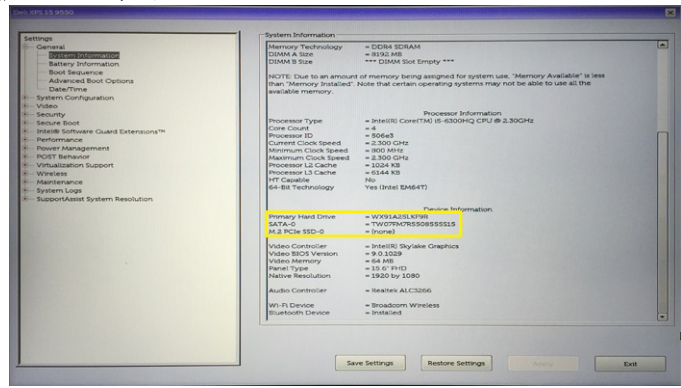 Dell XPS 15 9550
Settings
General
System Information
Battery Information
Boot Sequence
Advanced Boot Options
Date/Time
System Configuration
Video
Security
Secure Boot
Intel® Software Guard Extensions™
Performance
Power Management
POST Behavior
Virtualization Support
Wireless
Maintenance
System Logs
SupportAssist System Resolution
System Information
Memory Technology = DDR4 SDRAM
DIMM A Size = 8192 MB
DIMM B Size *** DIMM Slot Empty ***
NOTE: Due to an amount of memory being assigned for system use, "Memory Available" is less
than "Memory Installed". Note that certain operating systems may not be able to use all the
available memory.
Processor Information
Processor Type = Intel(R) Core(TM) i5-6300HQ CPU @ 2.30GHz
Core Count = 4
Processor ID = 506e3
Current Clock Speed = 2.300 GHz
Minimum Clock Speed = 800 MHz
Maximum Clock Speed = 2.300 GHz
Processor L2 Cache = 1024 KB
Processor L3 Cache = 6144 KB
HT Capable No
64-Bit Technology Yes (Intel EM64T)
Device Information
Primary Hard Drive =
SATA-0 =
M.2 PCIe SSD-0 = (none)
Video Controller = Intel(R) Skylake Graphics
Video BIOS Version = 9.0.1029
Video Memory = 64 MB
Panel Type = 15.6" FHD
Native Resolution = 1920 by 1080
Audio Controller = Realtek ALC3266
Wi-Fi Device = Broadcom Wireless
Bluetooth Device = Installed
Save Settings
Restore Settings
Apply
Exit